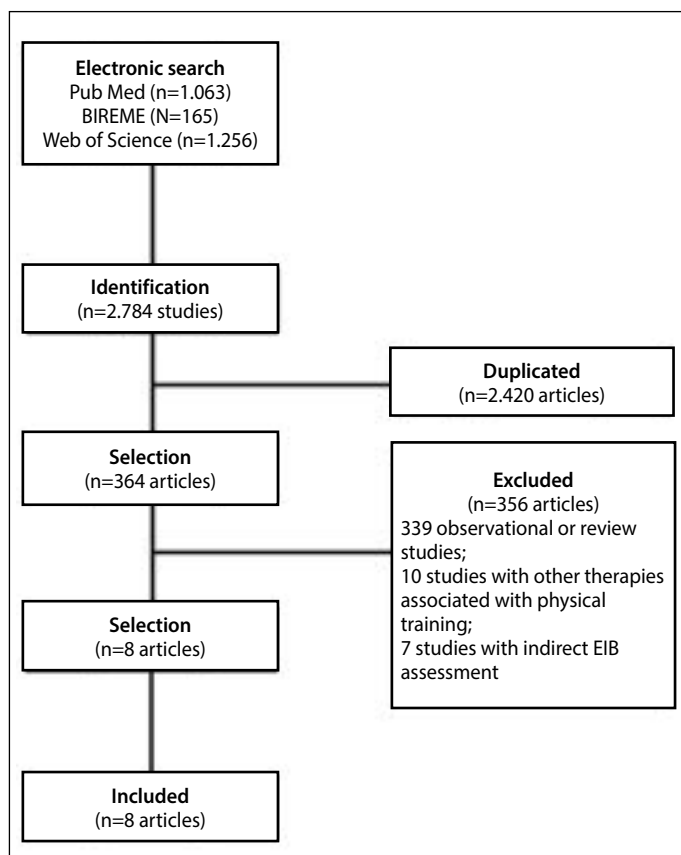 Electronic search
Pub Med (n=1.063)
BIREME (N=165)
Web of Science (n=1.256)
Identification
(n=2.784 studies)
Duplicated
(n=2.420 articles)
Selection
(n=364 articles)
Excluded
(n=356 articles)
339 observational or review
studies;
10 studies with other therapies
associated with physical
training;
7 studies with indirect EIB
assessment
Selection
(n=8 articles)
Included
(n=8 articles)